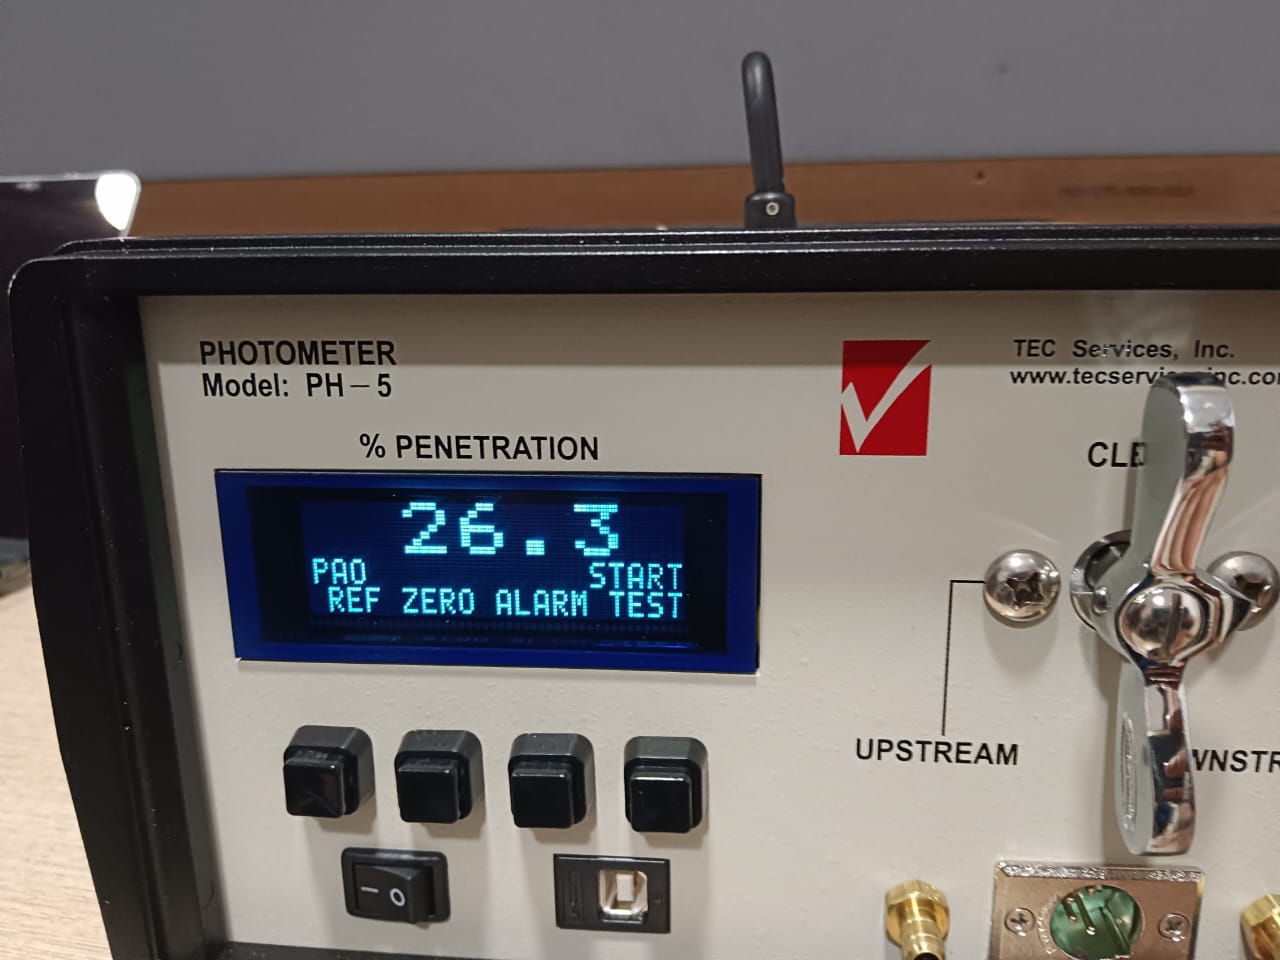 PHOTOMETER
Model: PH-5
% PENETRATION
26.3
PAO START
REF ZERO ALARM TEST
TEC Services, Inc.
UPSTREAM